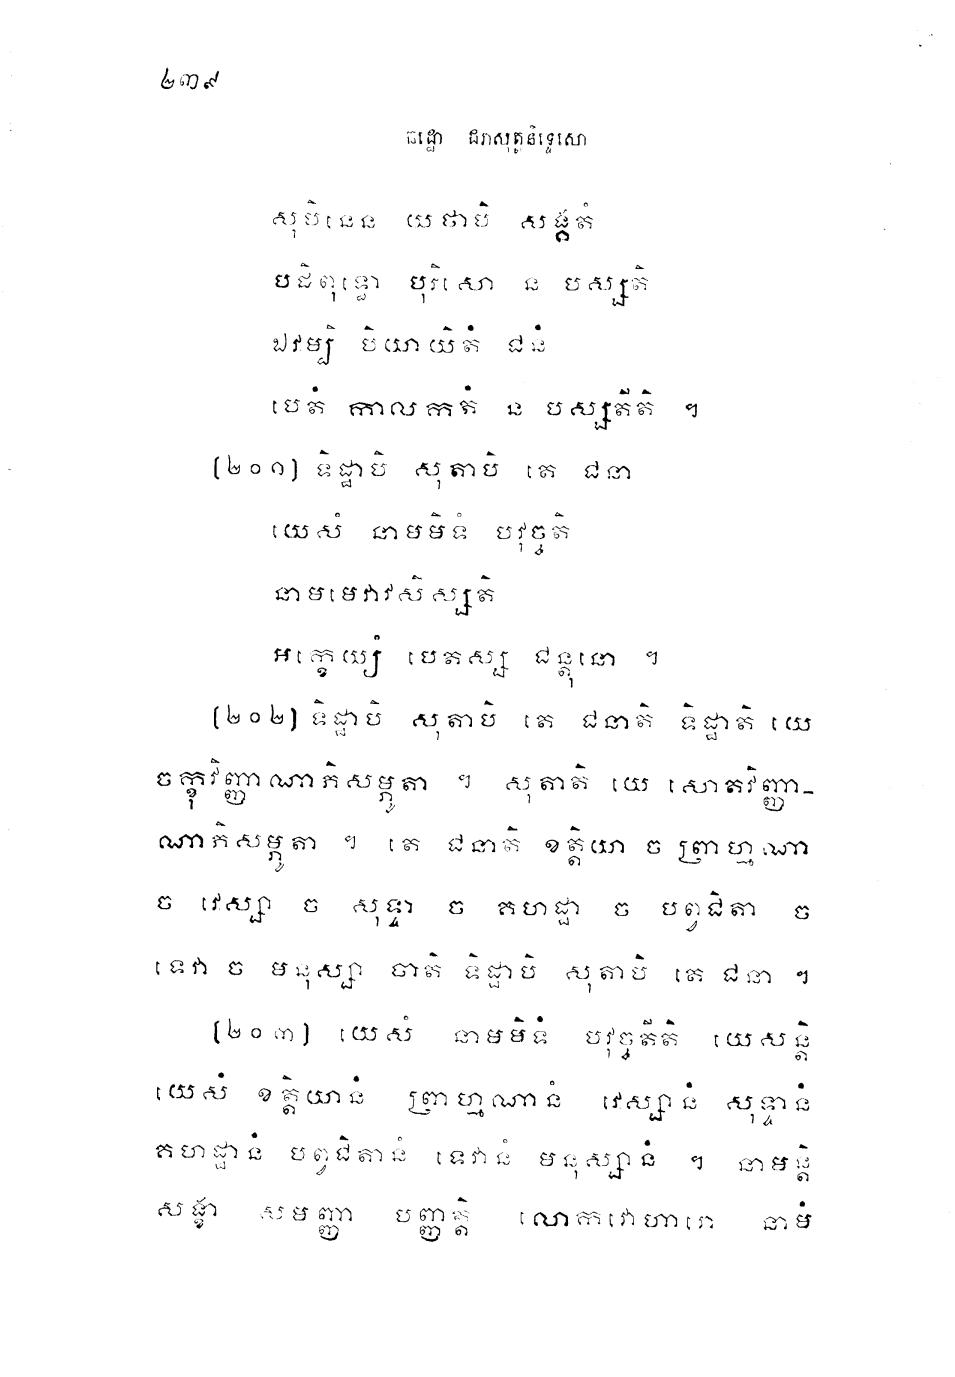 ២៣៩
ឆដ្ឋោ ជរាសុត្តនិទ្ទេសោ
សុបិនេន យថាបិ សង្គតំ
បដិពុទ្ធោ បុរិសោ ន បស្សតិ
ឯវម្បិ បិយាយិតំ ជនំ
បេតំ កាលកតំ ន បស្សតីតិ ។
(២០១) ទិដ្ឋាបិ សុតាបិ តេ ជនា
យេសំ នាមមិទំ បវុច្ចតិ
នាមមេវាវសិស្សតិ
អក្ខេយ្យំ បេតស្ស ជន្តុនោ ។
(២០២) ទិដ្ឋាបិ សុតាបិ តេ ជនាតិ ទិដ្ឋាតិ យេ
ចក្ខុវិញ្ញាណាភិសម្ភូតា ។ សុតាតិ យេ សោតវិញ្ញា-
ណាភិសម្ភូតា ។ តេ ជនាតិ ខត្តិយា ច ព្រាហ្មណា
ច វេស្សា ច សុទ្ទា ច គហដ្ឋា ច បព្វជិតា ច
ទេវា ច មនុស្សា ចាតិ ទិដ្ឋាបិ សុតាបិ តេ ជនា ។
(២០៣) យេសំ នាមមិទំ បវុច្ចតីតិ យេសន្តិ
យេសំ ខត្តិយានំ ព្រាហ្មណានំ វេស្សានំ សុទ្ទានំ
គហដ្ឋានំ បព្វជិតានំ ទេវានំ មនុស្សានំ ។ នាមន្តិ
សង្ខា សមញ្ញា បញ្ញត្តិ លោកវោហារោ នាមំ